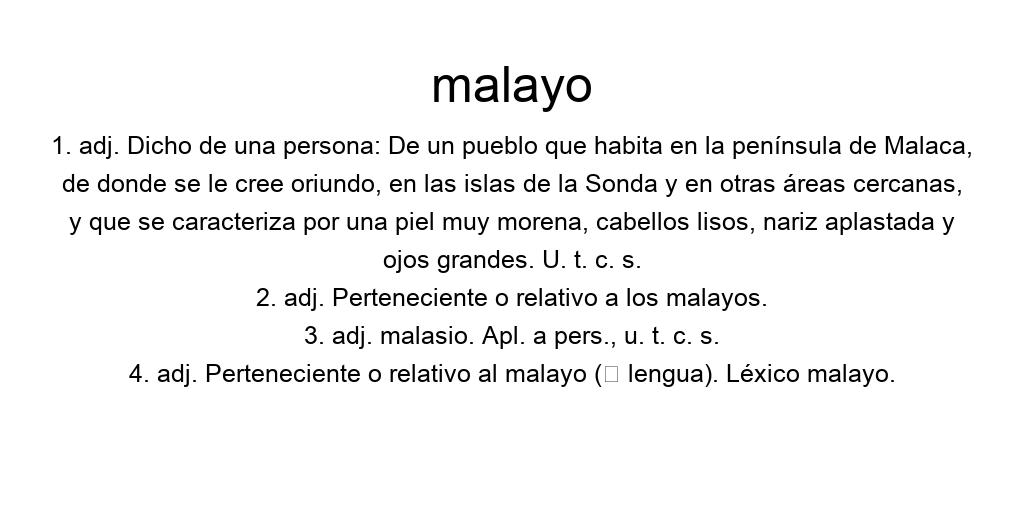 malayo
1. adj. Dicho de una persona: De un pueblo que habita en la península de Malaca,
de donde se le cree oriundo, en las islas de la Sonda y en otras áreas cercanas,
y que se caracteriza por una piel muy morena, cabellos lisos, nariz aplastada y
ojos grandes. U. t. c. s.
2. adj. Perteneciente o relativo a los malayos.
3. adj. malasio. Apl. a pers., u. t. c. s.
4. adj. Perteneciente o relativo al malayo (▯ lengua). Léxico malayo.